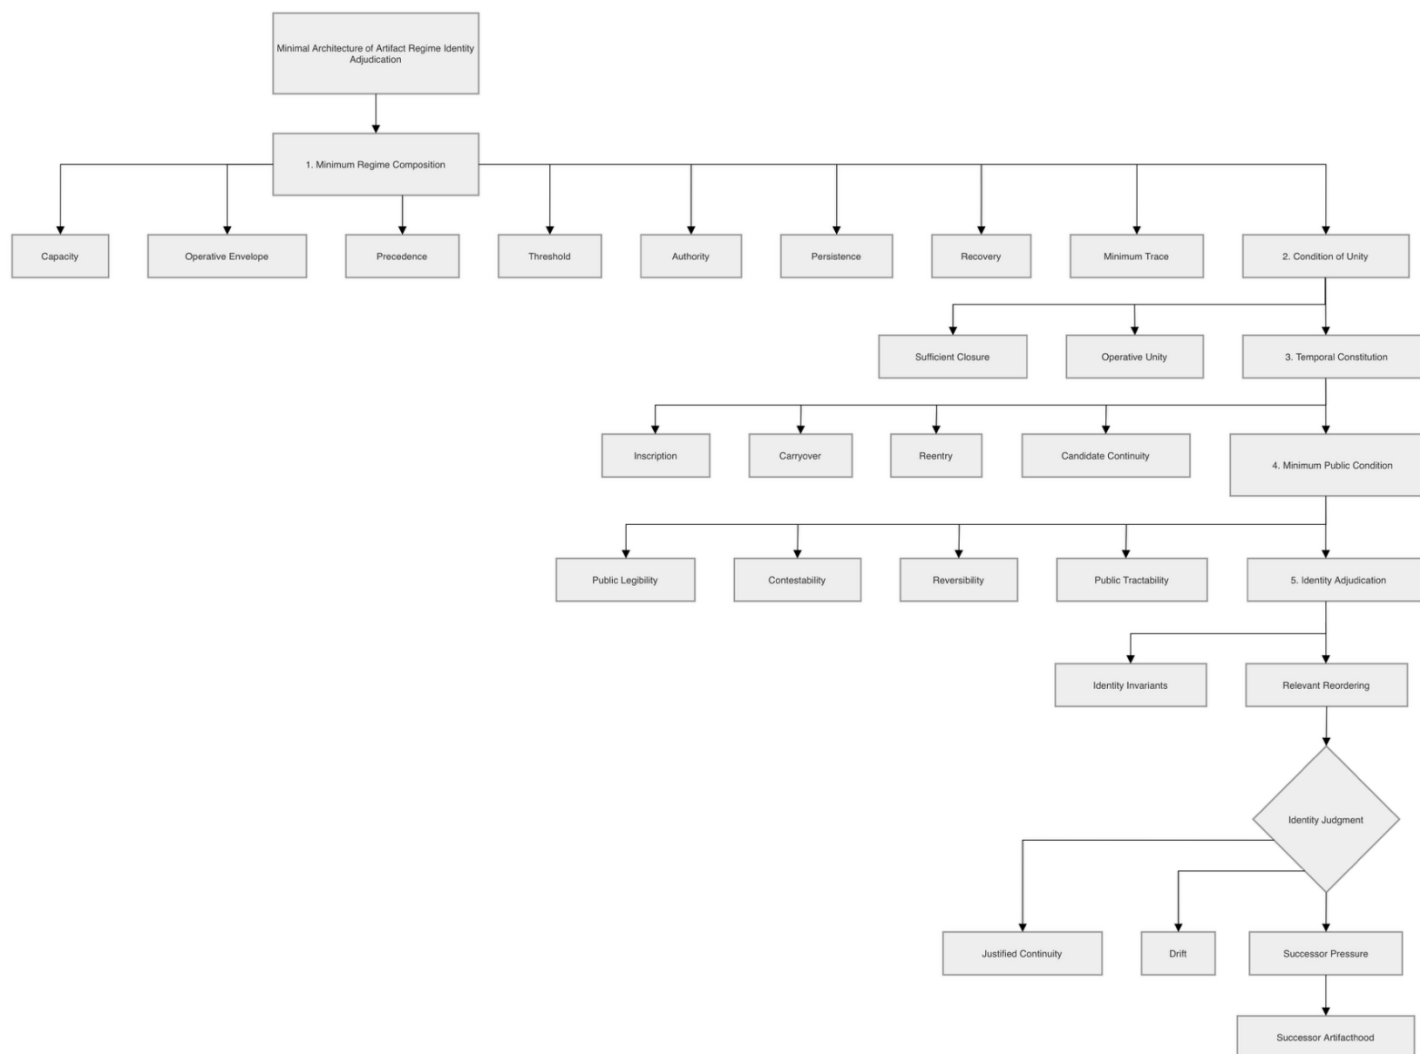 Minimal Architecture of Artifact Regime Identity
Adjudication
1. Minimum Regime Composition
Capacity
Operative Envelope
Precedence
Threshold
Authority
Persistence
Recovery
Minimum Trace
2. Condition of Unity
Sufficient Closure
Operative Unity
3. Temporal Constitution
Inscription
Carryover
Reentry
Candidate Continuity
4. Minimum Public Condition
Public Legibility
Contestability
Reversibility
Public Tractability
5. Identity Adjudication
Identity Invariants
Relevant Reordering
Identity Judgment
Justified Continuity
Drift
Successor Pressure
Successor Artifacthood